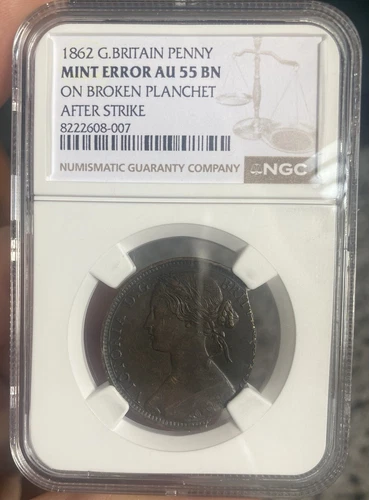 1862 G.BRITAIN PENNY
MINT ERROR AU 55 BN
ON BROKEN PLANCHET
AFTER STRIKE
8222608-007
NUMISMATIC GUARANTY COMPANY NGC